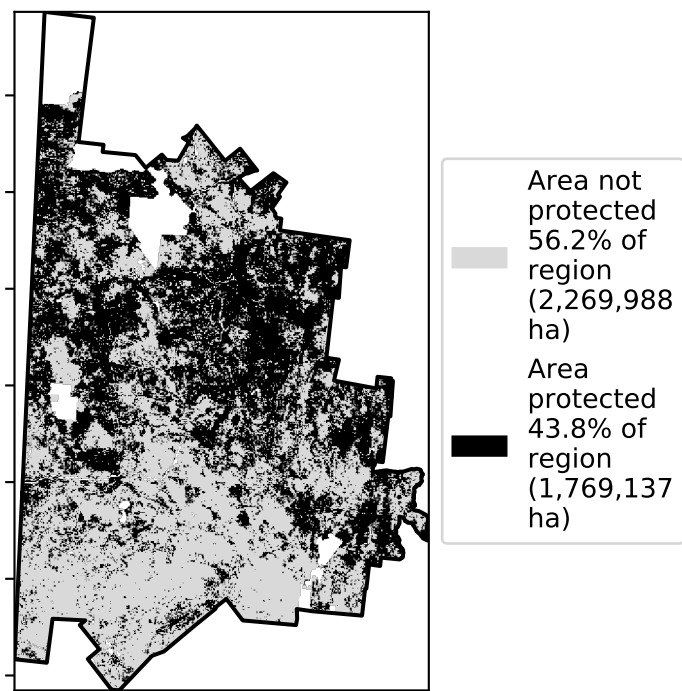 Area not
protected
56.2% of
region
(2,269,988
ha)
Area
protected
43.8% of
region
(1,769,137
ha)